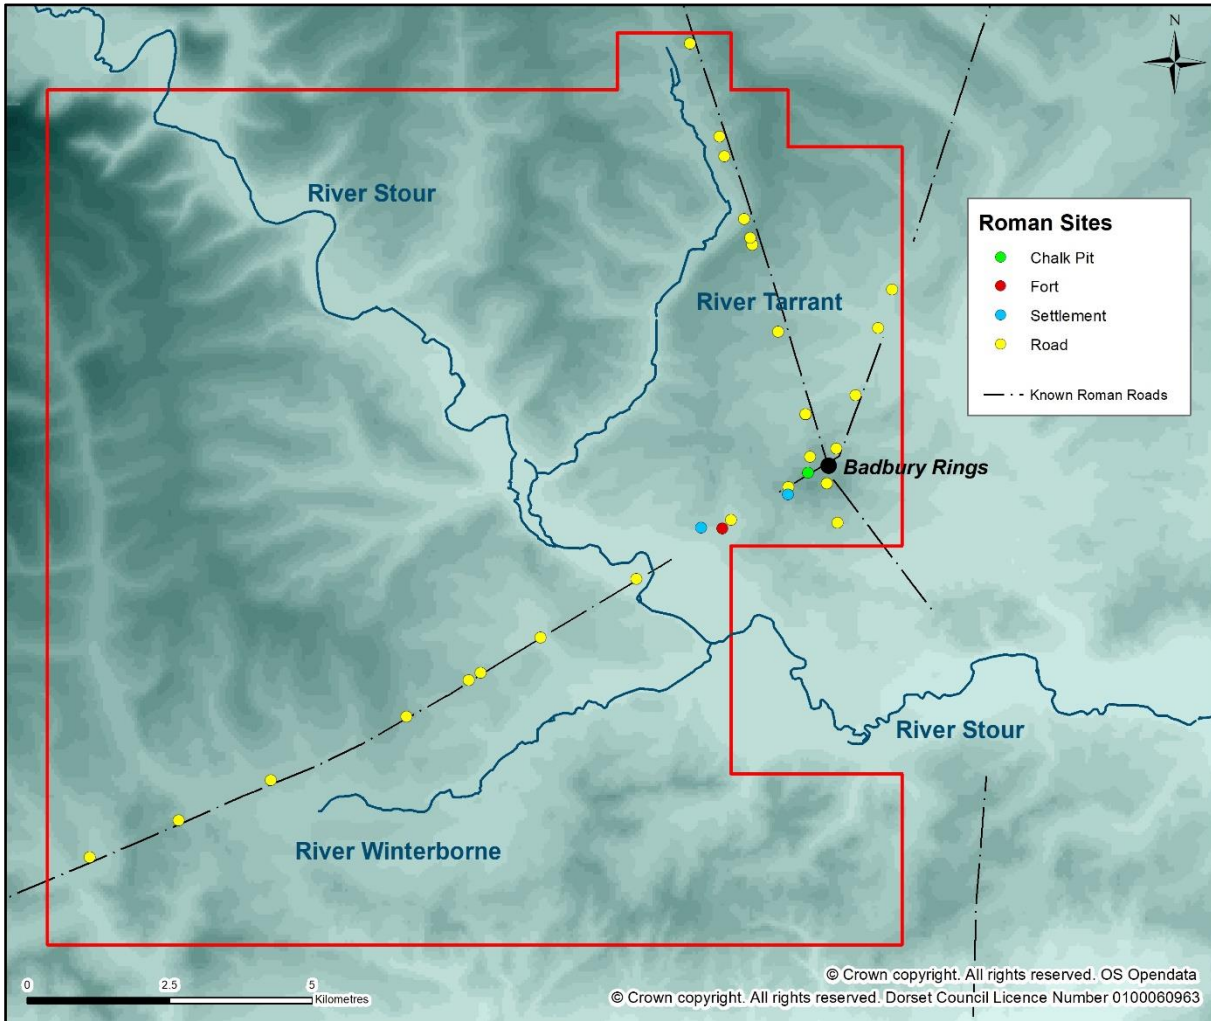 N
River Stour
Roman Sites
Chalk Pit
Fort
Settlement
Road
Known Roman Roads
River Tarrant
Badbury Rings
River Stour
River Winterborne
0 2.5 5
Kilometres
© Crown copyright. All rights reserved. OS Opendata
© Crown copyright. All rights reserved. Dorset Council Licence Number 0100060963